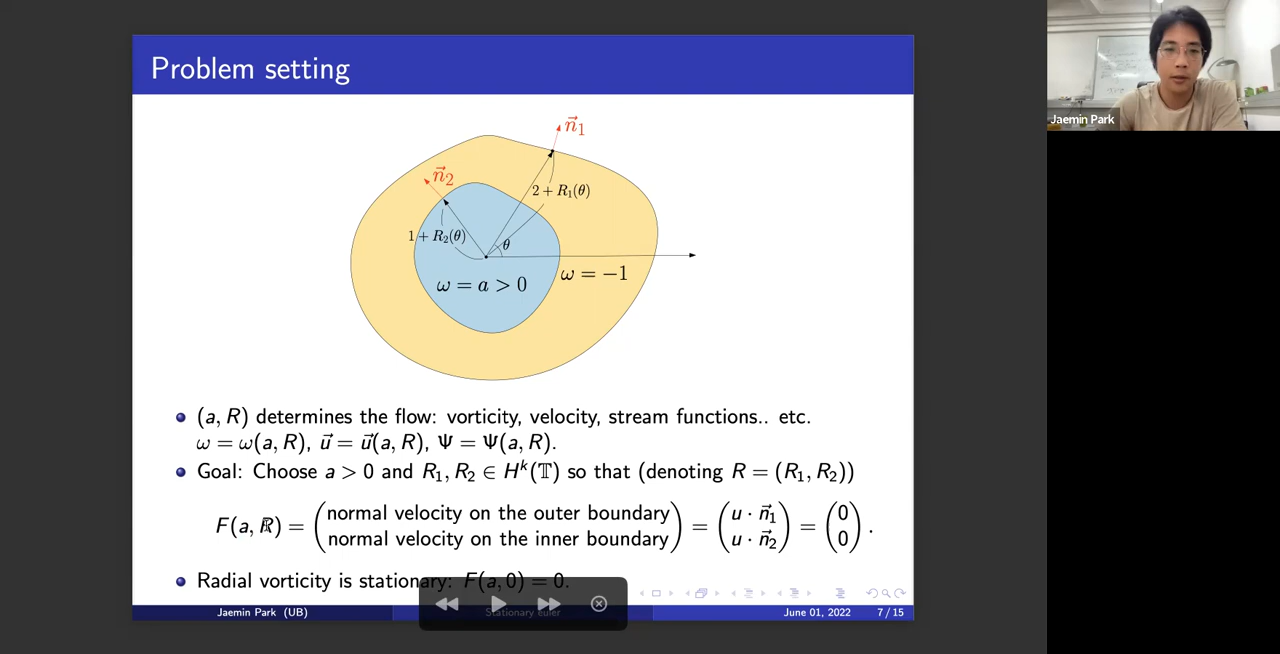 Problem setting
n⃗₁
n⃗₂
2 + R₁(θ)
1 + R₂(θ)
θ
ω = −1
ω = a > 0
(a, R) determines the flow: vorticity, velocity, stream functions.. etc.
ω = ω(a, R), u⃗ = u⃗(a, R), Ψ = Ψ(a, R).
Goal: Choose a > 0 and R₁, R₂ ∈ Hᵏ(𝕋) so that (denoting R = (R₁, R₂))
F(a, R) = (normal velocity on the outer boundary normal velocity on the inner boundary) = (u · n⃗₁ u · n⃗₂) = (0 0).
Radial vorticity is stationary: F(a, 0) = 0.
Jaemin Park (UB)
Stationary euler
June 01, 2022
7 / 15
Jaemin Park